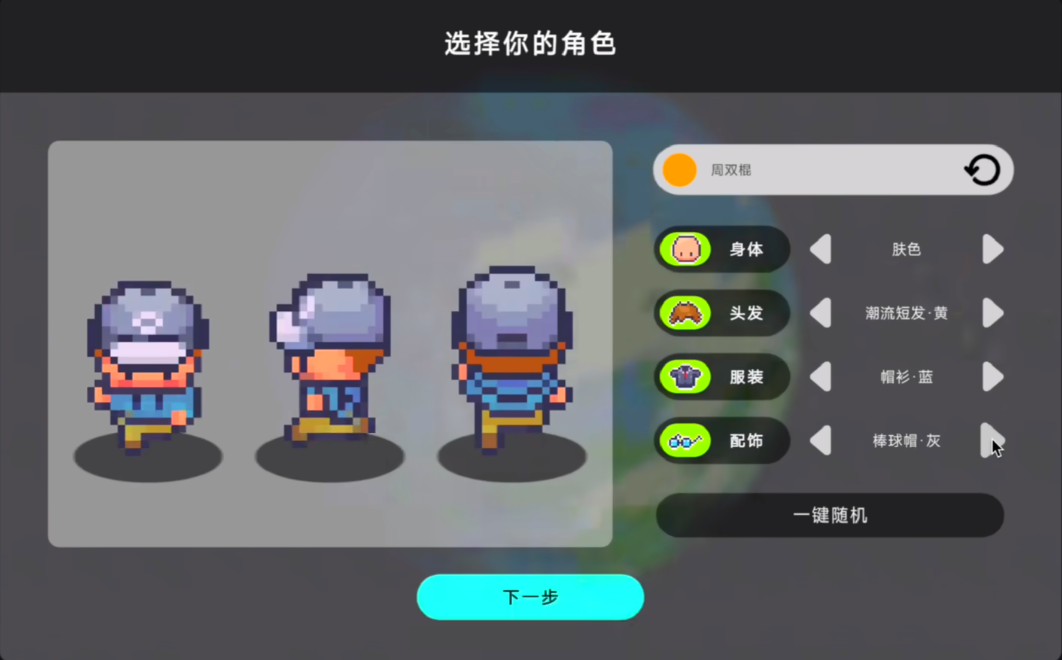 选择你的角色
周双棍
身体 肤色
头发 潮流短发·黄
服装 帽衫·蓝
配饰 棒球帽·灰
一键随机
下一步